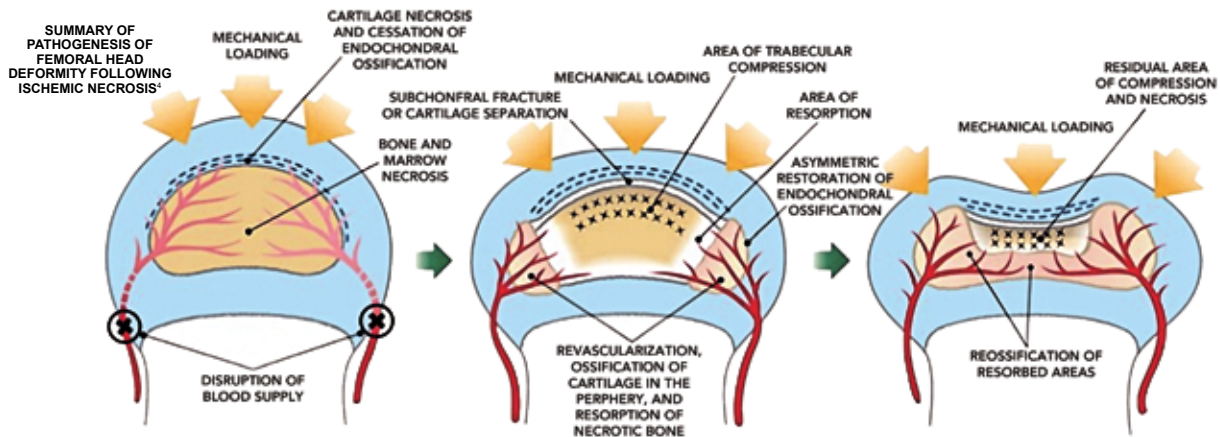 SUMMARY OF
PATHOGENESIS OF
FEMORAL HEAD
DEFORMITY FOLLOWING
ISCHEMIC NECROSIS⁴
MECHANICAL
LOADING
CARTILAGE NECROSIS
AND CESSATION OF
ENDOCHONDRAL
OSSIFICATION
BONE AND
MARROW
NECROSIS
DISRUPTION OF
BLOOD SUPPLY
MECHANICAL LOADING
SUBCHONFRAL FRACTURE
OR CARTILAGE SEPARATION
AREA OF TRABECULAR
COMPRESSION
AREA OF
RESORPTION
ASYMMETRIC
RESTORATION OF
ENDOCHONDRAL
OSSIFICATION
REVASCULARIZATION,
OSSIFICATION OF
CARTILAGE IN THE
PERPHERY, AND
RESORPTION OF
NECROTIC BONE
RESIDUAL AREA
OF COMPRESSION
AND NECROSIS
MECHANICAL LOADING
REOSSIFICATION OF
RESORBED AREAS